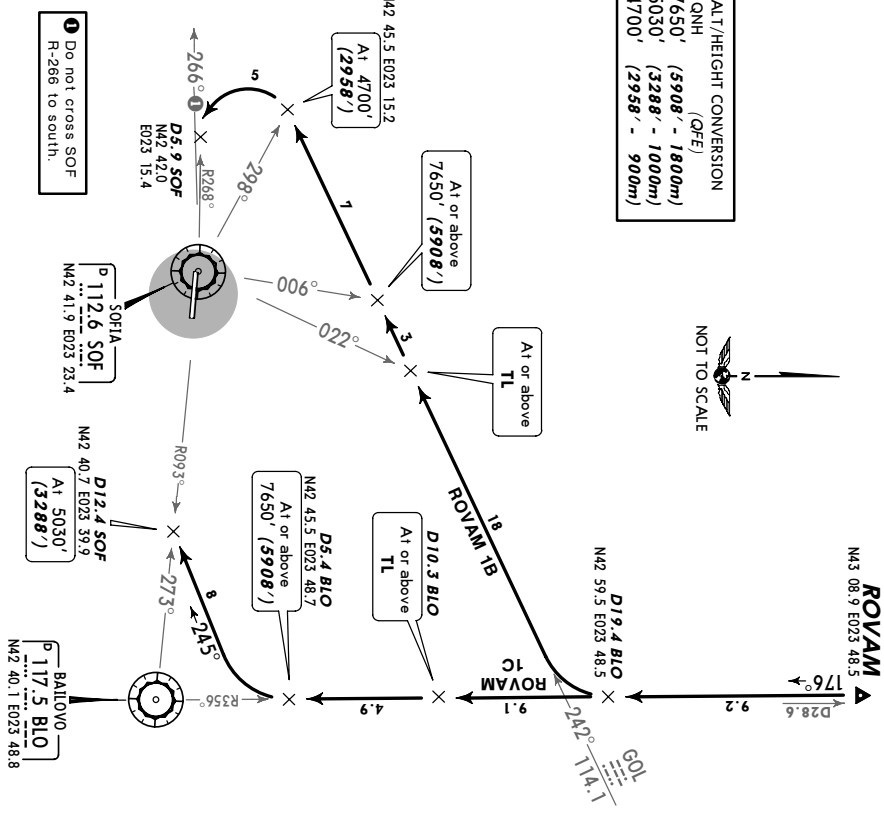 ALT/HEIGHT CONVERSION
QNH (QFE)
7650' (5908' - 1800m)
5030' (3288' - 1000m)
4700' (2958' - 900m)
N
NOT TO SCALE
ROVAM
N43 08.9 E023 48.5
176°
D28.6
9.2
D19.4 BLO
N42 59.5 E023 48.5
GOL
242° 114.1
ROVAM 1C
9.1
18
ROVAM 1B
At or above
TL
D10.3 BLO
At or above
TL
4.9
3
At or above
7650' (5908')
D5.4 BLO
N42 45.5 E023 48.7
At or above
7650' (5908')
7
45.5 E023 15.2
At 4700'
(2958')
5
298°
006°
022°
R356°
245°
8
266° 1
R268°
D5.9 SOF
N42 42.0
E023 15.4
1 Do not cross SOF
R-266 to south.
SOFIA
D 112.6 SOF
N42 41.9 E023 23.4
R093°
273°
D12.4 SOF
N42 40.7 E023 39.9
At 5030'
(3288')
BAILOVO
D 117.5 BLO
N42 40.1 E023 48.8